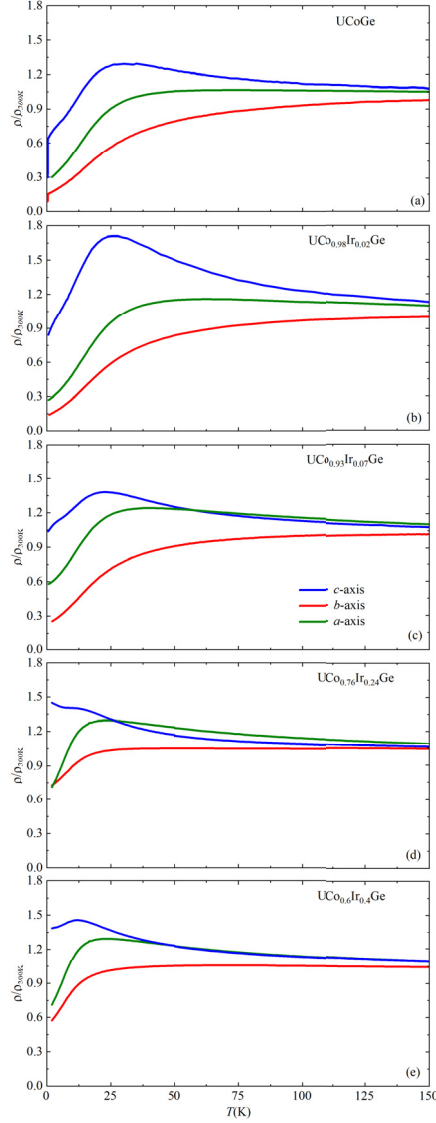 1.8
UCoGe
1.5
1.2
ρ/ρ300K
0.9
0.6
0.3
(a)
0.0
1.8
UCo0.98Ir0.02Ge
1.5
1.2
ρ/ρ300K
0.9
0.6
0.3
(b)
0.0
1.8
UCo0.93Ir0.07Ge
1.5
1.2
ρ/ρ300K
0.9
0.6
c-axis
b-axis
0.3
a-axis
(c)
0.0
1.8
UCo0.76Ir0.24Ge
1.5
1.2
ρ/ρ300K
0.9
0.6
0.3
(d)
0.0
1.8
UCo0.6Ir0.4Ge
1.5
1.2
ρ/ρ300K
0.9
0.6
0.3
(e)
0.0
0 25 50 75 100 125 150
T(K)